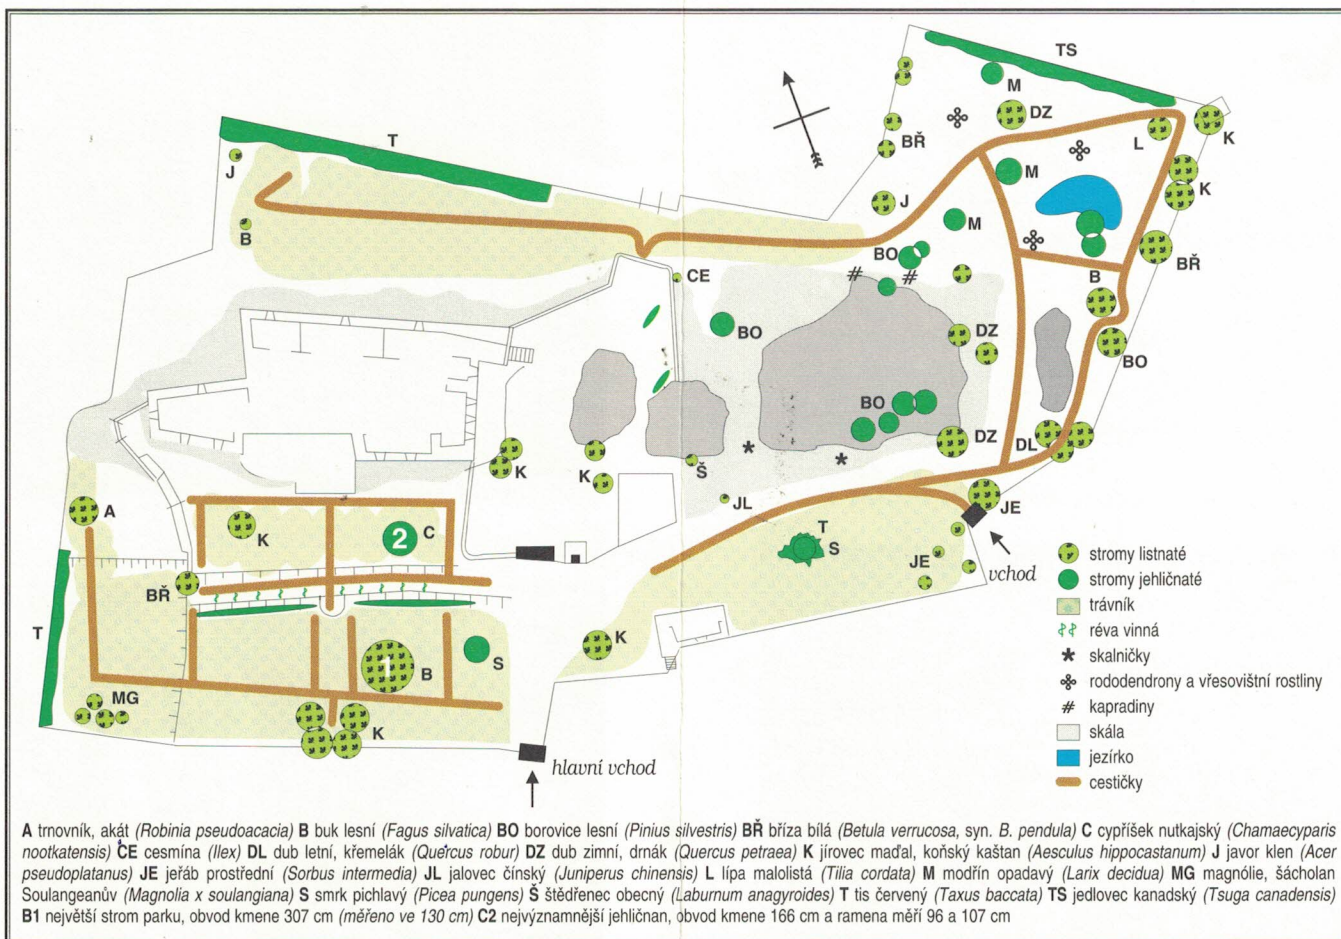 TS
M
DZ
K
T
BŘ
L
J
M
K
J
M
B
BO
#
#
BŘ
CE
B
BO
DZ
BO
BO
DZ
DL
*
*
K
K
Š
JL
JE
A
K
2
C
T
S
JE
vchod
BŘ
T
K
1
B
S
MG
K
hlavní vchod
stromy listnaté
stromy jehličnaté
trávník
réva vinná
* skalničky
rododendrony a vřesovištní rostliny
# kapradiny
skála
jezírko
cestičky
A trnovník, akát (Robinia pseudoacacia) B buk lesní (Fagus silvatica) BO borovice lesní (Pinius silvestris) BŘ bříza bílá (Betula verrucosa, syn. B. pendula) C cypříšek nutkajský (Chamaecyparis
nootkatensis) CE cesmína (Ilex) DL dub letní, křemelák (Quercus robur) DZ dub zimní, drnák (Quercus petraea) K jírovec maďal, koňský kaštan (Aesculus hippocastanum) J javor klen (Acer
pseudoplatanus) JE jeřáb prostřední (Sorbus intermedia) JL jalovec čínský (Juniperus chinensis) L lípa malolistá (Tilia cordata) M modřín opadavý (Larix decidua) MG magnólie, šácholan
Soulangeanův (Magnolia x soulangiana) S smrk pichlavý (Picea pungens) Š štědřenec obecný (Laburnum anagyroides) T tis červený (Taxus baccata) TS jedlovec kanadský (Tsuga canadensis)
B1 největší strom parku, obvod kmene 307 cm (měřeno ve 130 cm) C2 nejvýznamnější jehličnan, obvod kmene 166 cm a ramena měří 96 a 107 cm